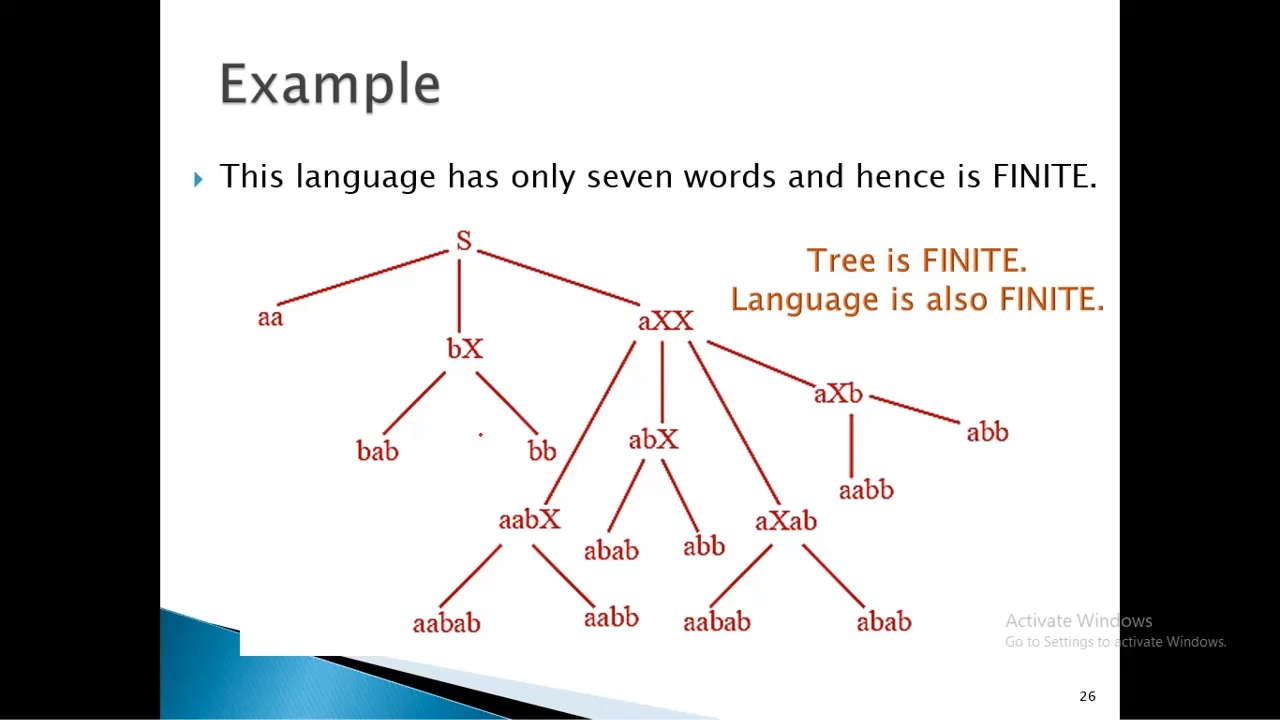 Example
This language has only seven words and hence is FINITE.
S
Tree is FINITE.
Language is also FINITE.
aa
aXX
bX
aXb
abb
bab
bb
abX
aabb
aabX
aXab
abab
abb
aabab
aabb
aabab
abab
Activate Windows
Go to Settings to activate Windows.
26